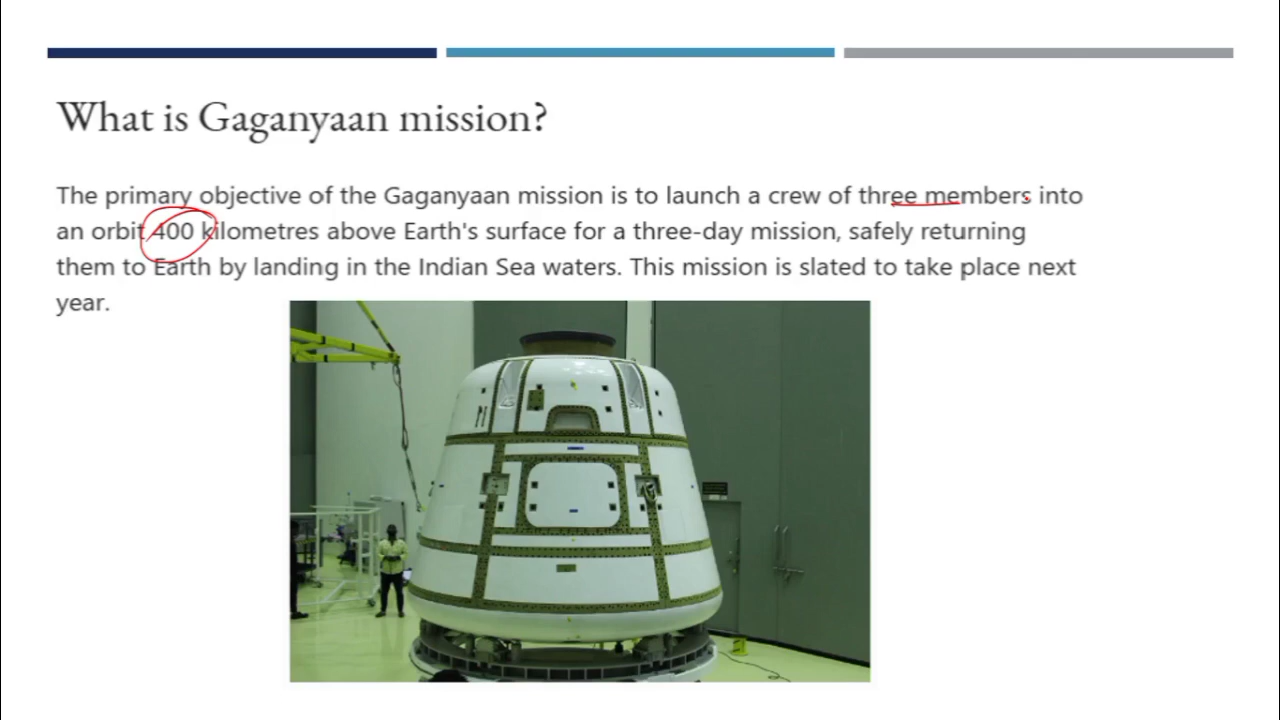 What is Gaganyaan mission?
The primary objective of the Gaganyaan mission is to launch a crew of three members into
an orbit 400 kilometres above Earth's surface for a three-day mission, safely returning
them to Earth by landing in the Indian Sea waters. This mission is slated to take place next
year.